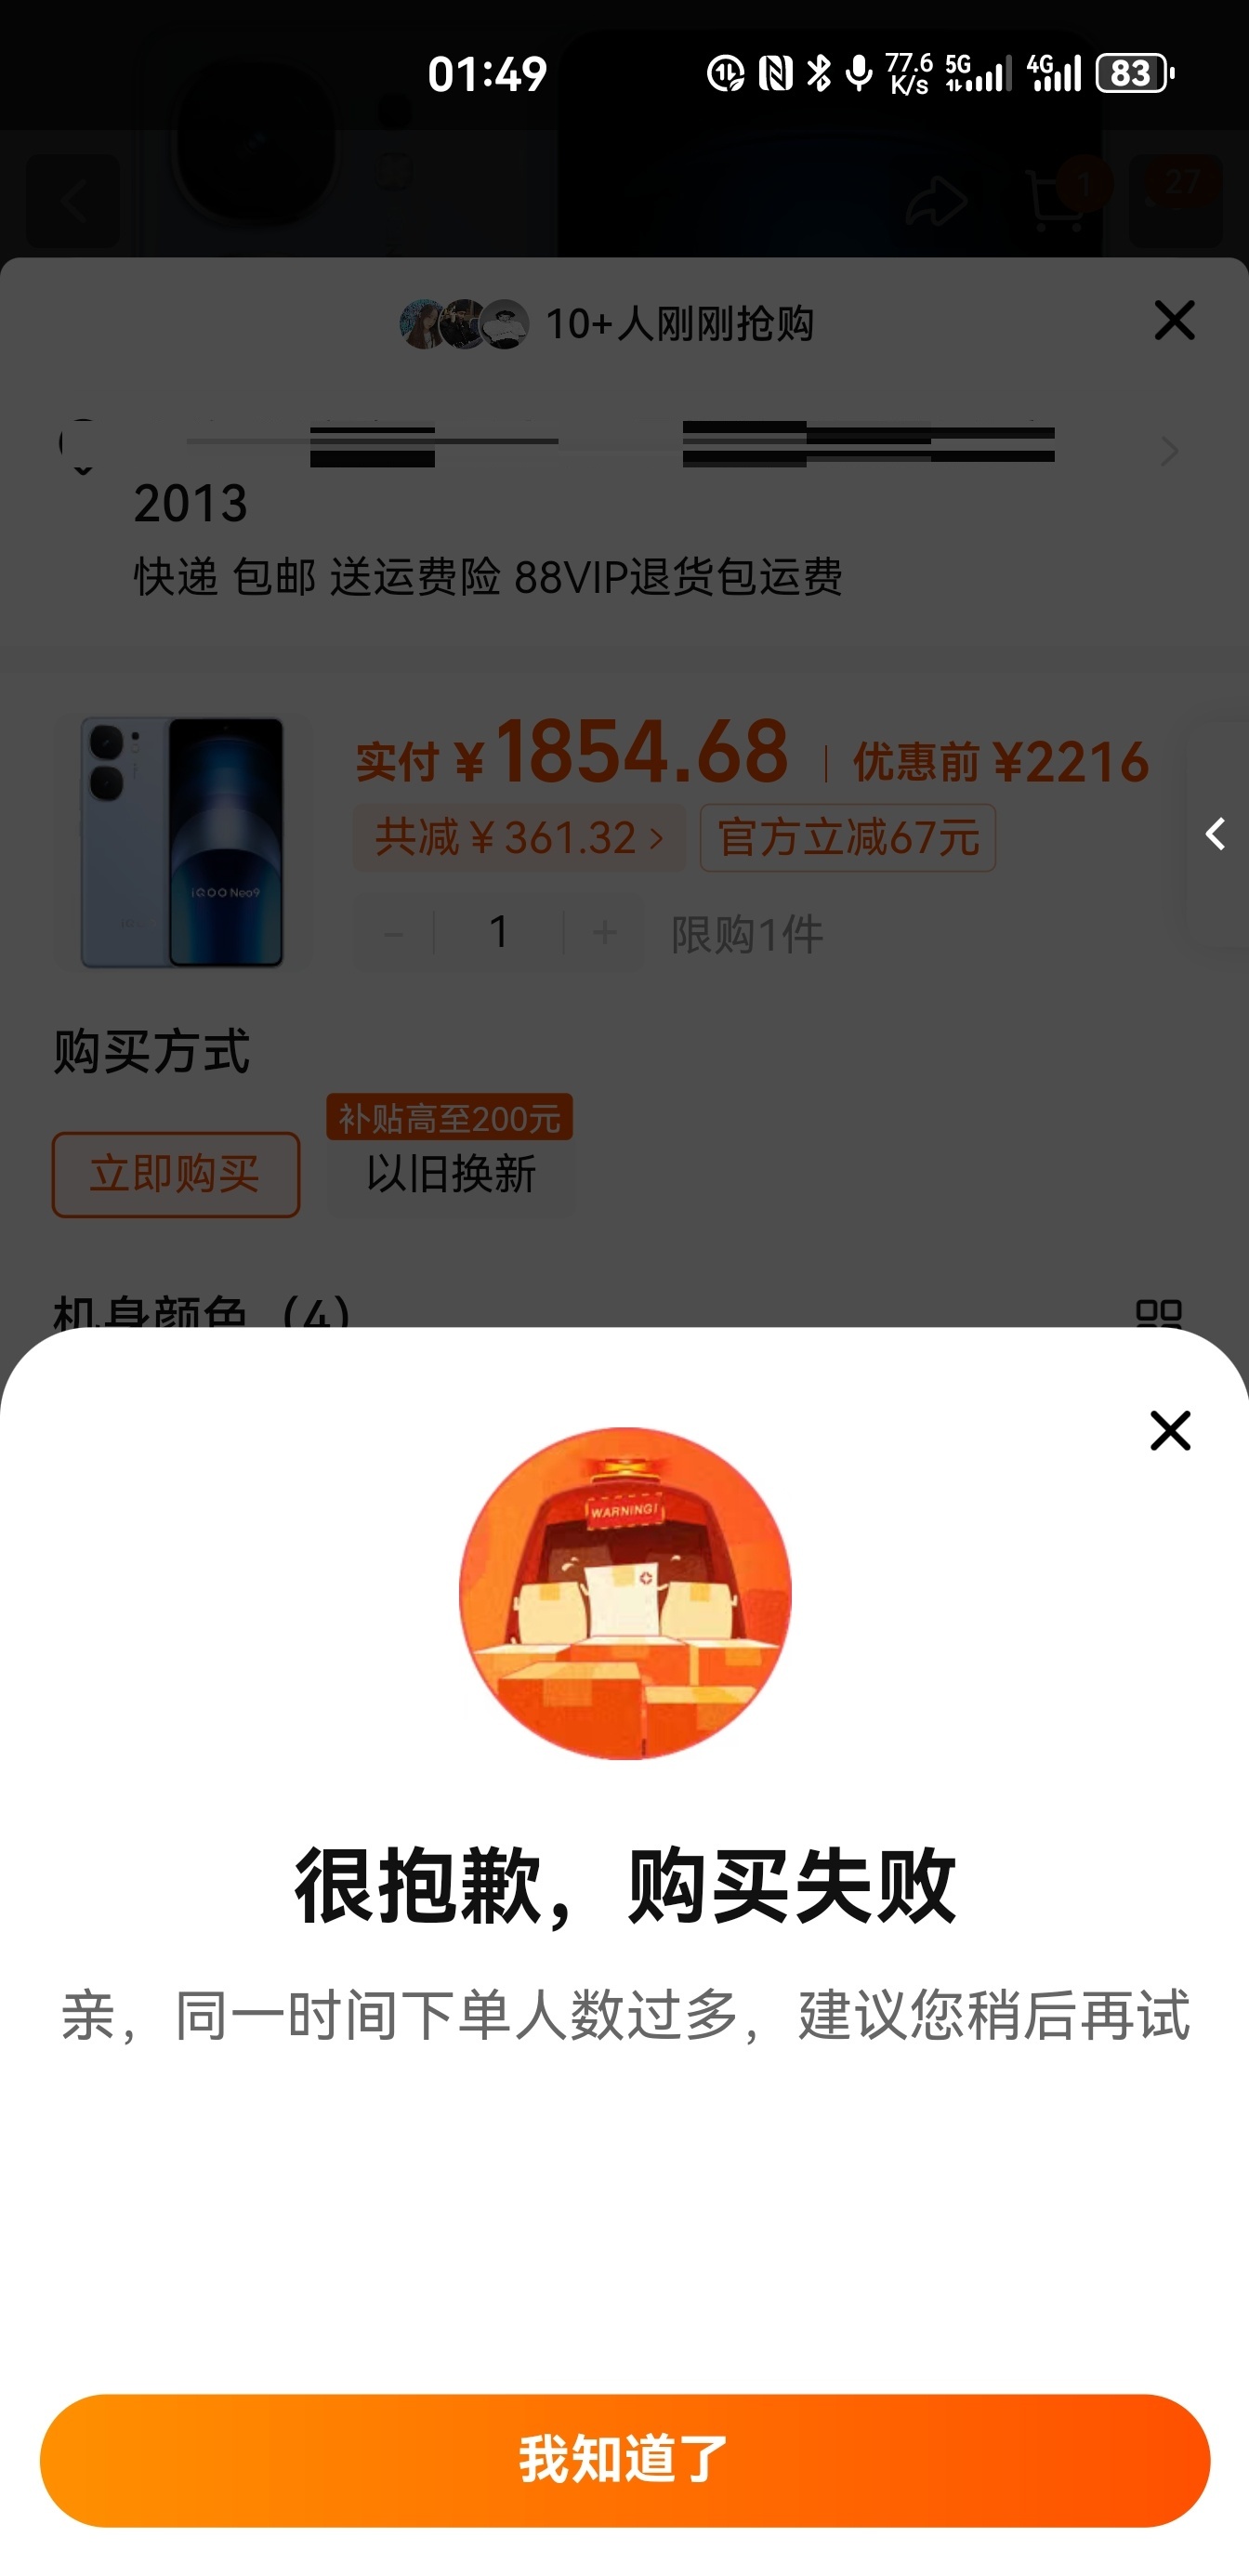 01:49
77.6
K/s
5G
4G
83
1
27
10+人刚刚抢购
2013
快递 包邮 送运费险 88VIP退货包运费
实付 ¥1854.68 优惠前 ¥2216
共减¥361.32 > 官方立减67元
iQOO Neo9
− 1 + 限购1件
购买方式
补贴高至200元
立即购买
以旧换新
机身颜色（4）
WARNING!
很抱歉，购买失败
亲，同一时间下单人数过多，建议您稍后再试
我知道了